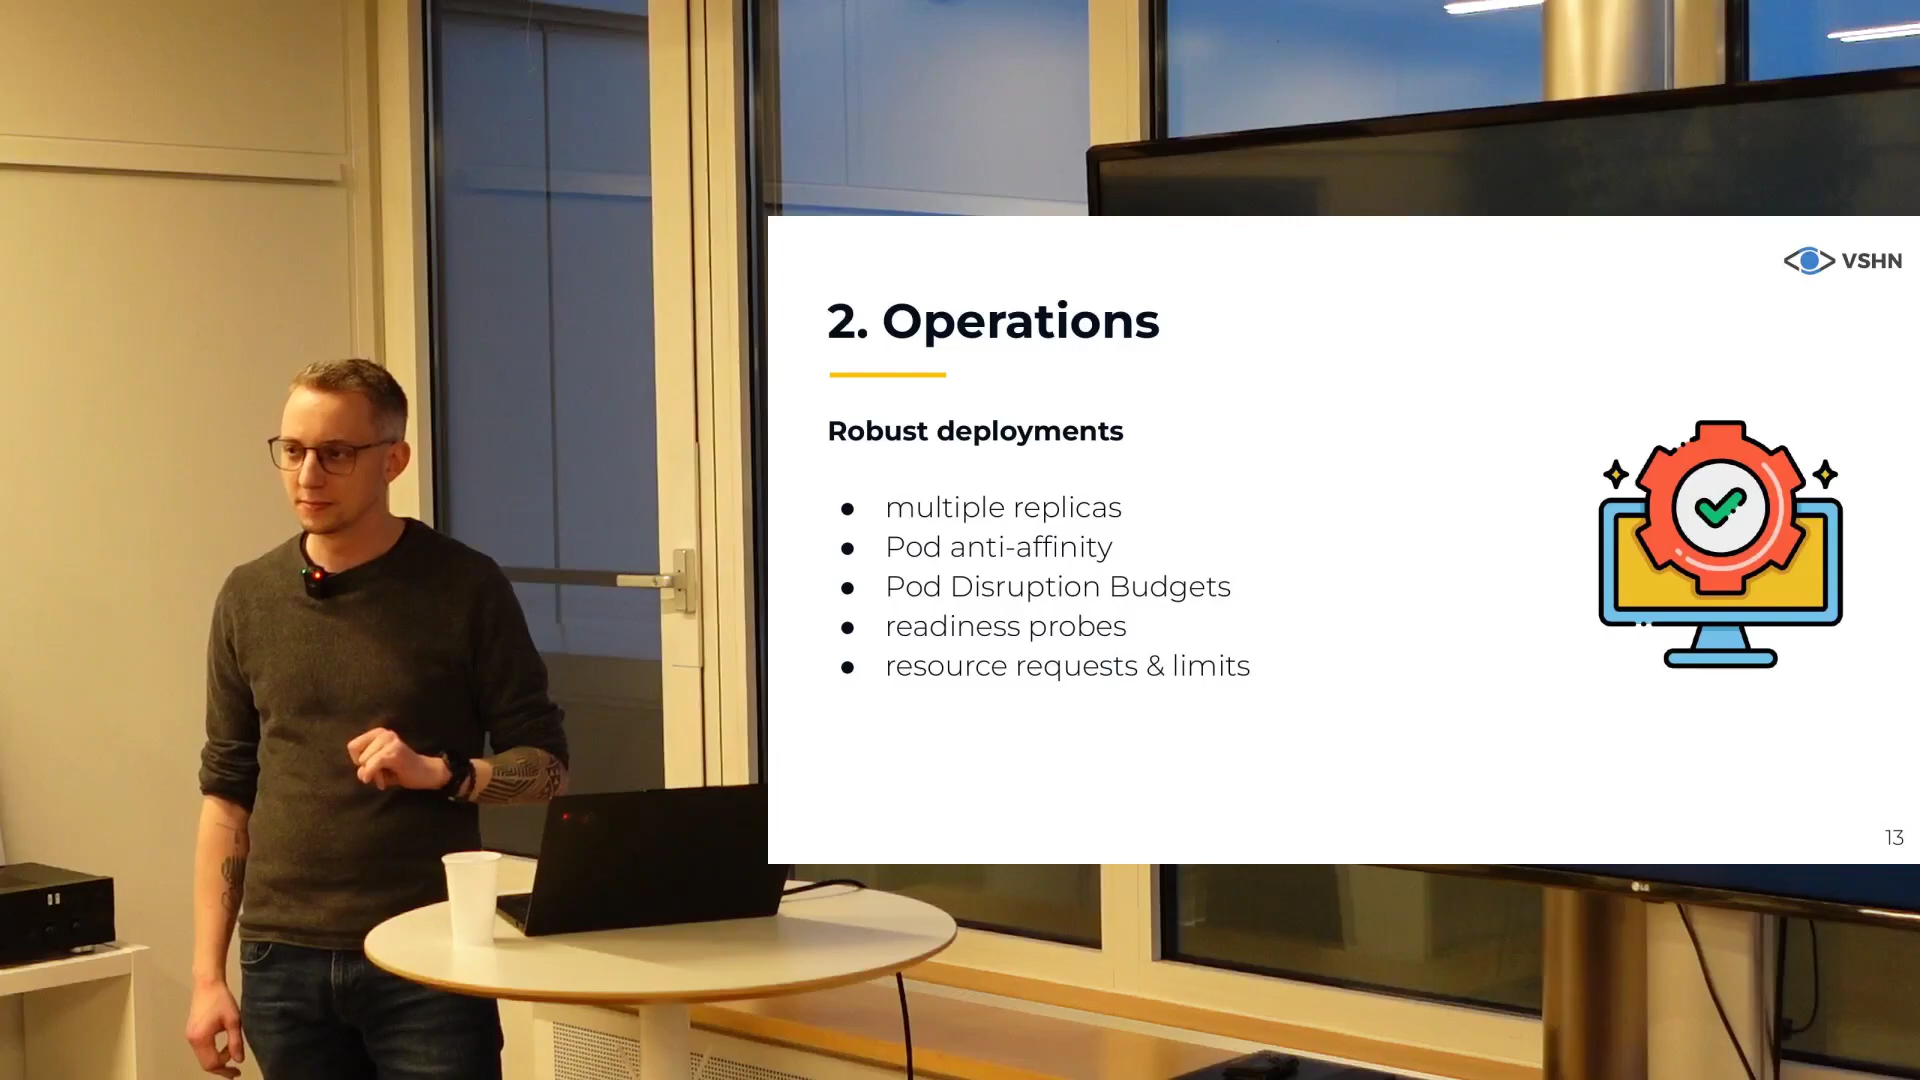 VSHN
2. Operations
Robust deployments
● multiple replicas
● Pod anti-affinity
● Pod Disruption Budgets
● readiness probes
● resource requests & limits
13
LG